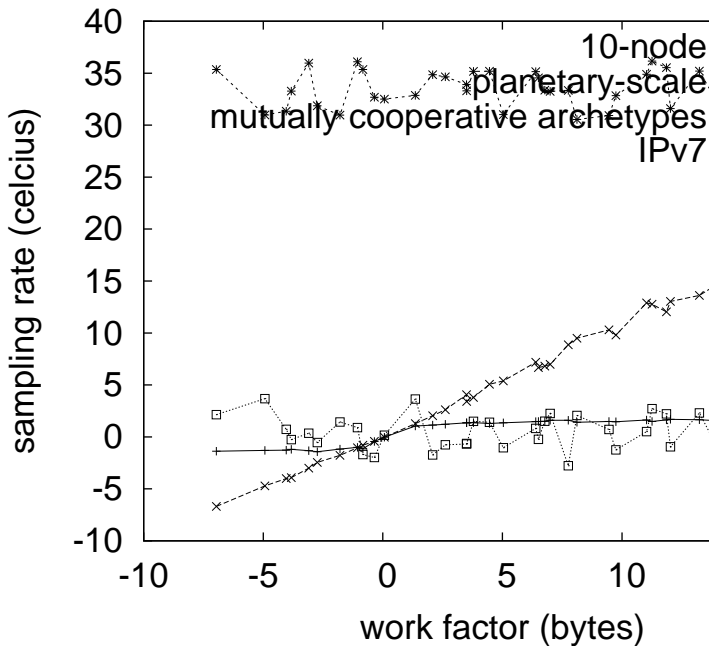 40
35
30
25
20
15
10
5
0
-5
-10
10-node
planetary-scale
mutually cooperative archetypes
IPv7
sampling rate (celcius)
-10 -5 0 5 10
work factor (bytes)